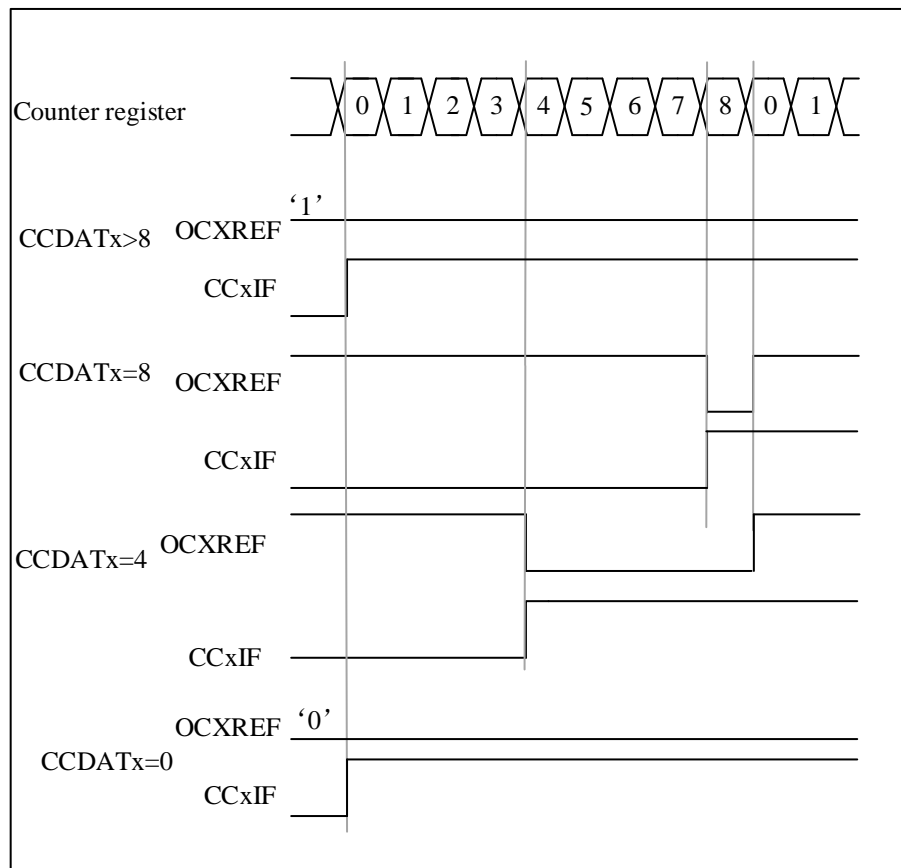 Counter register 0 1 2 3 4 5 6 7 8 0 1
‘1’
CCDATx>8 OCXREF
CCxIF
CCDATx=8 OCXREF
CCxIF
CCDATx=4 OCXREF
CCxIF
OCXREF ‘0’
CCDATx=0
CCxIF